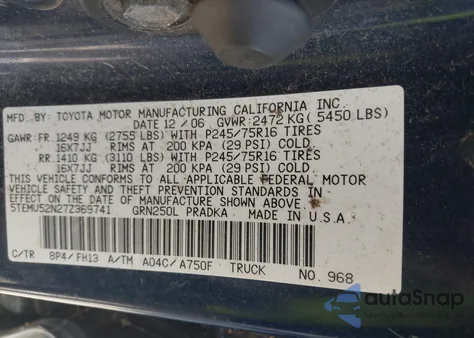 MFD. BY: TOYOTA MOTOR MANUFACTURING CALIFORNIA INC.
DATE 12/06 GVWR 2472 KG ( 5450 LBS)
GAWR: FR. 1249 KG (2755 LBS) WITH P245/75R16 TIRES
16X7JJ RIMS AT 200 KPA (29 PSI) COLD.
RR. 1410 KG (3110 LBS) WITH P245/75R16 TIRES
16X7JJ RIMS AT 200 KPA (29 PSI) COLD.
THIS VEHICLE CONFORMS TO ALL APPLICABLE FEDERAL MOTOR
VEHICLE SAFETY AND THEFT PREVENTION STANDARDS IN
EFFECT ON THE DATE OF MANUFACTURE SHOWN ABOVE.
5TEMU52N27Z369741 GRN250L PRADKA MADE IN U.S.A.
C/TR 8P4/FH13 A/TM A04C/A750F TRUCK NO. 968
autoSnap